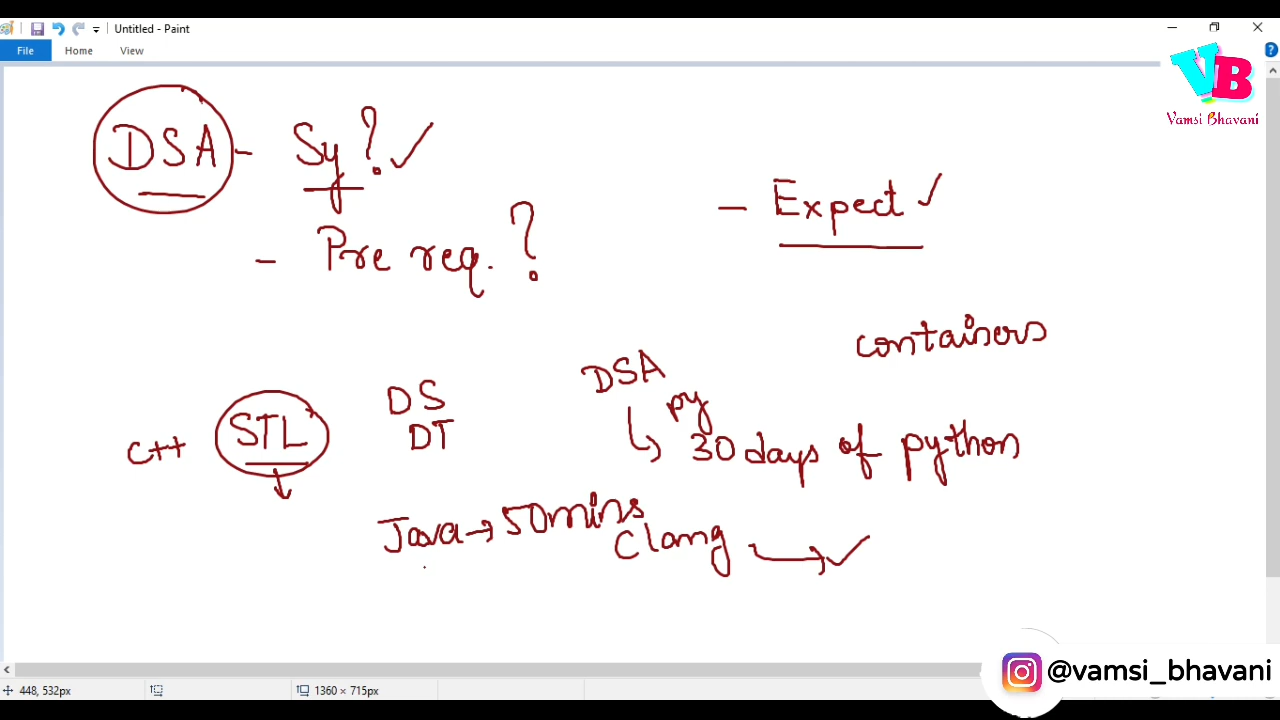 Untitled - Paint
File Home View
VB
Vamsi Bhavani
DSA - Sy? ✓
- Expect ✓
- Pre req. ?
containers
DSA
DS
py
DT
C++ STL
↳ 30 days of python
Java → 50mins
C lang → ✓
@vamsi_bhavani
448, 532px
1360 × 715px